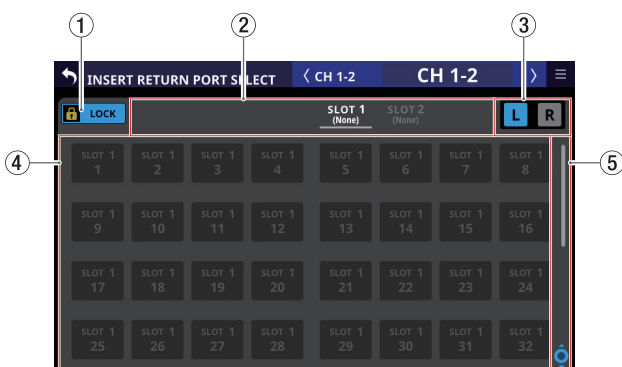 1 2 3
INSERT RETURN PORT SELECT CH 1-2 CH 1-2
LOCK SLOT 1 SLOT 2 L R
(None) (None)
4 5
SLOT 1 SLOT 1 SLOT 1 SLOT 1 SLOT 1 SLOT 1 SLOT 1 SLOT 1
1 2 3 4 5 6 7 8
SLOT 1 SLOT 1 SLOT 1 SLOT 1 SLOT 1 SLOT 1 SLOT 1 SLOT 1
9 10 11 12 13 14 15 16
SLOT 1 SLOT 1 SLOT 1 SLOT 1 SLOT 1 SLOT 1 SLOT 1 SLOT 1
17 18 19 20 21 22 23 24
SLOT 1 SLOT 1 SLOT 1 SLOT 1 SLOT 1 SLOT 1 SLOT 1 SLOT 1
25 26 27 28 29 30 31 32